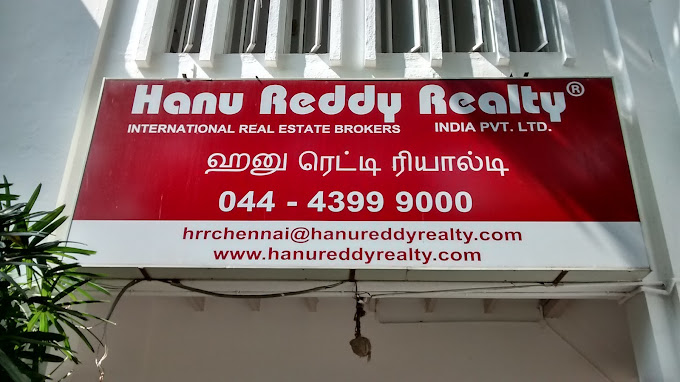 Hanu Reddy Realty®
INTERNATIONAL REAL ESTATE BROKERS INDIA PVT. LTD.
ஹனு ரெட்டி ரியால்டி
044 - 4399 9000
hrrchennai@hanureddyrealty.com
www.hanureddyrealty.com